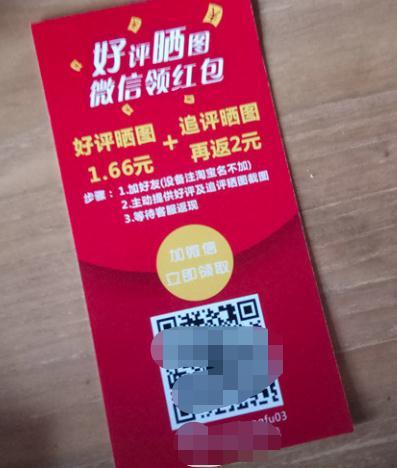 好评晒图
微信领红包
好评晒图
1.66元
+
追评晒图
再返2元
步骤：1.加好友(设备注淘宝名不加)
2.主动提供好评及追评晒图截图
3.等待客服返现
加微信
立即领取
gfu03